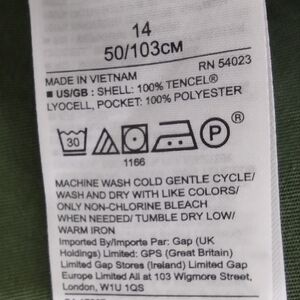 14
50/103CM
RN 54023
MADE IN VIETNAM
■ US/GB : SHELL: 100% TENCEL®
LYOCELL, POCKET: 100% POLYESTER
30 P ®
1166
MACHINE WASH COLD GENTLE CYCLE/
WASH AND DRY WITH LIKE COLORS/
ONLY NON-CHLORINE BLEACH
WHEN NEEDED/ TUMBLE DRY LOW/
WARM IRON
Imported By/Importe Par: Gap (UK
Holdings) Limited: GPS (Great Britain)
Limited Gap Stores (Ireland) Limited Gap
Europe Limited All at 103 Wigmore Street,
London, W1U 1QS